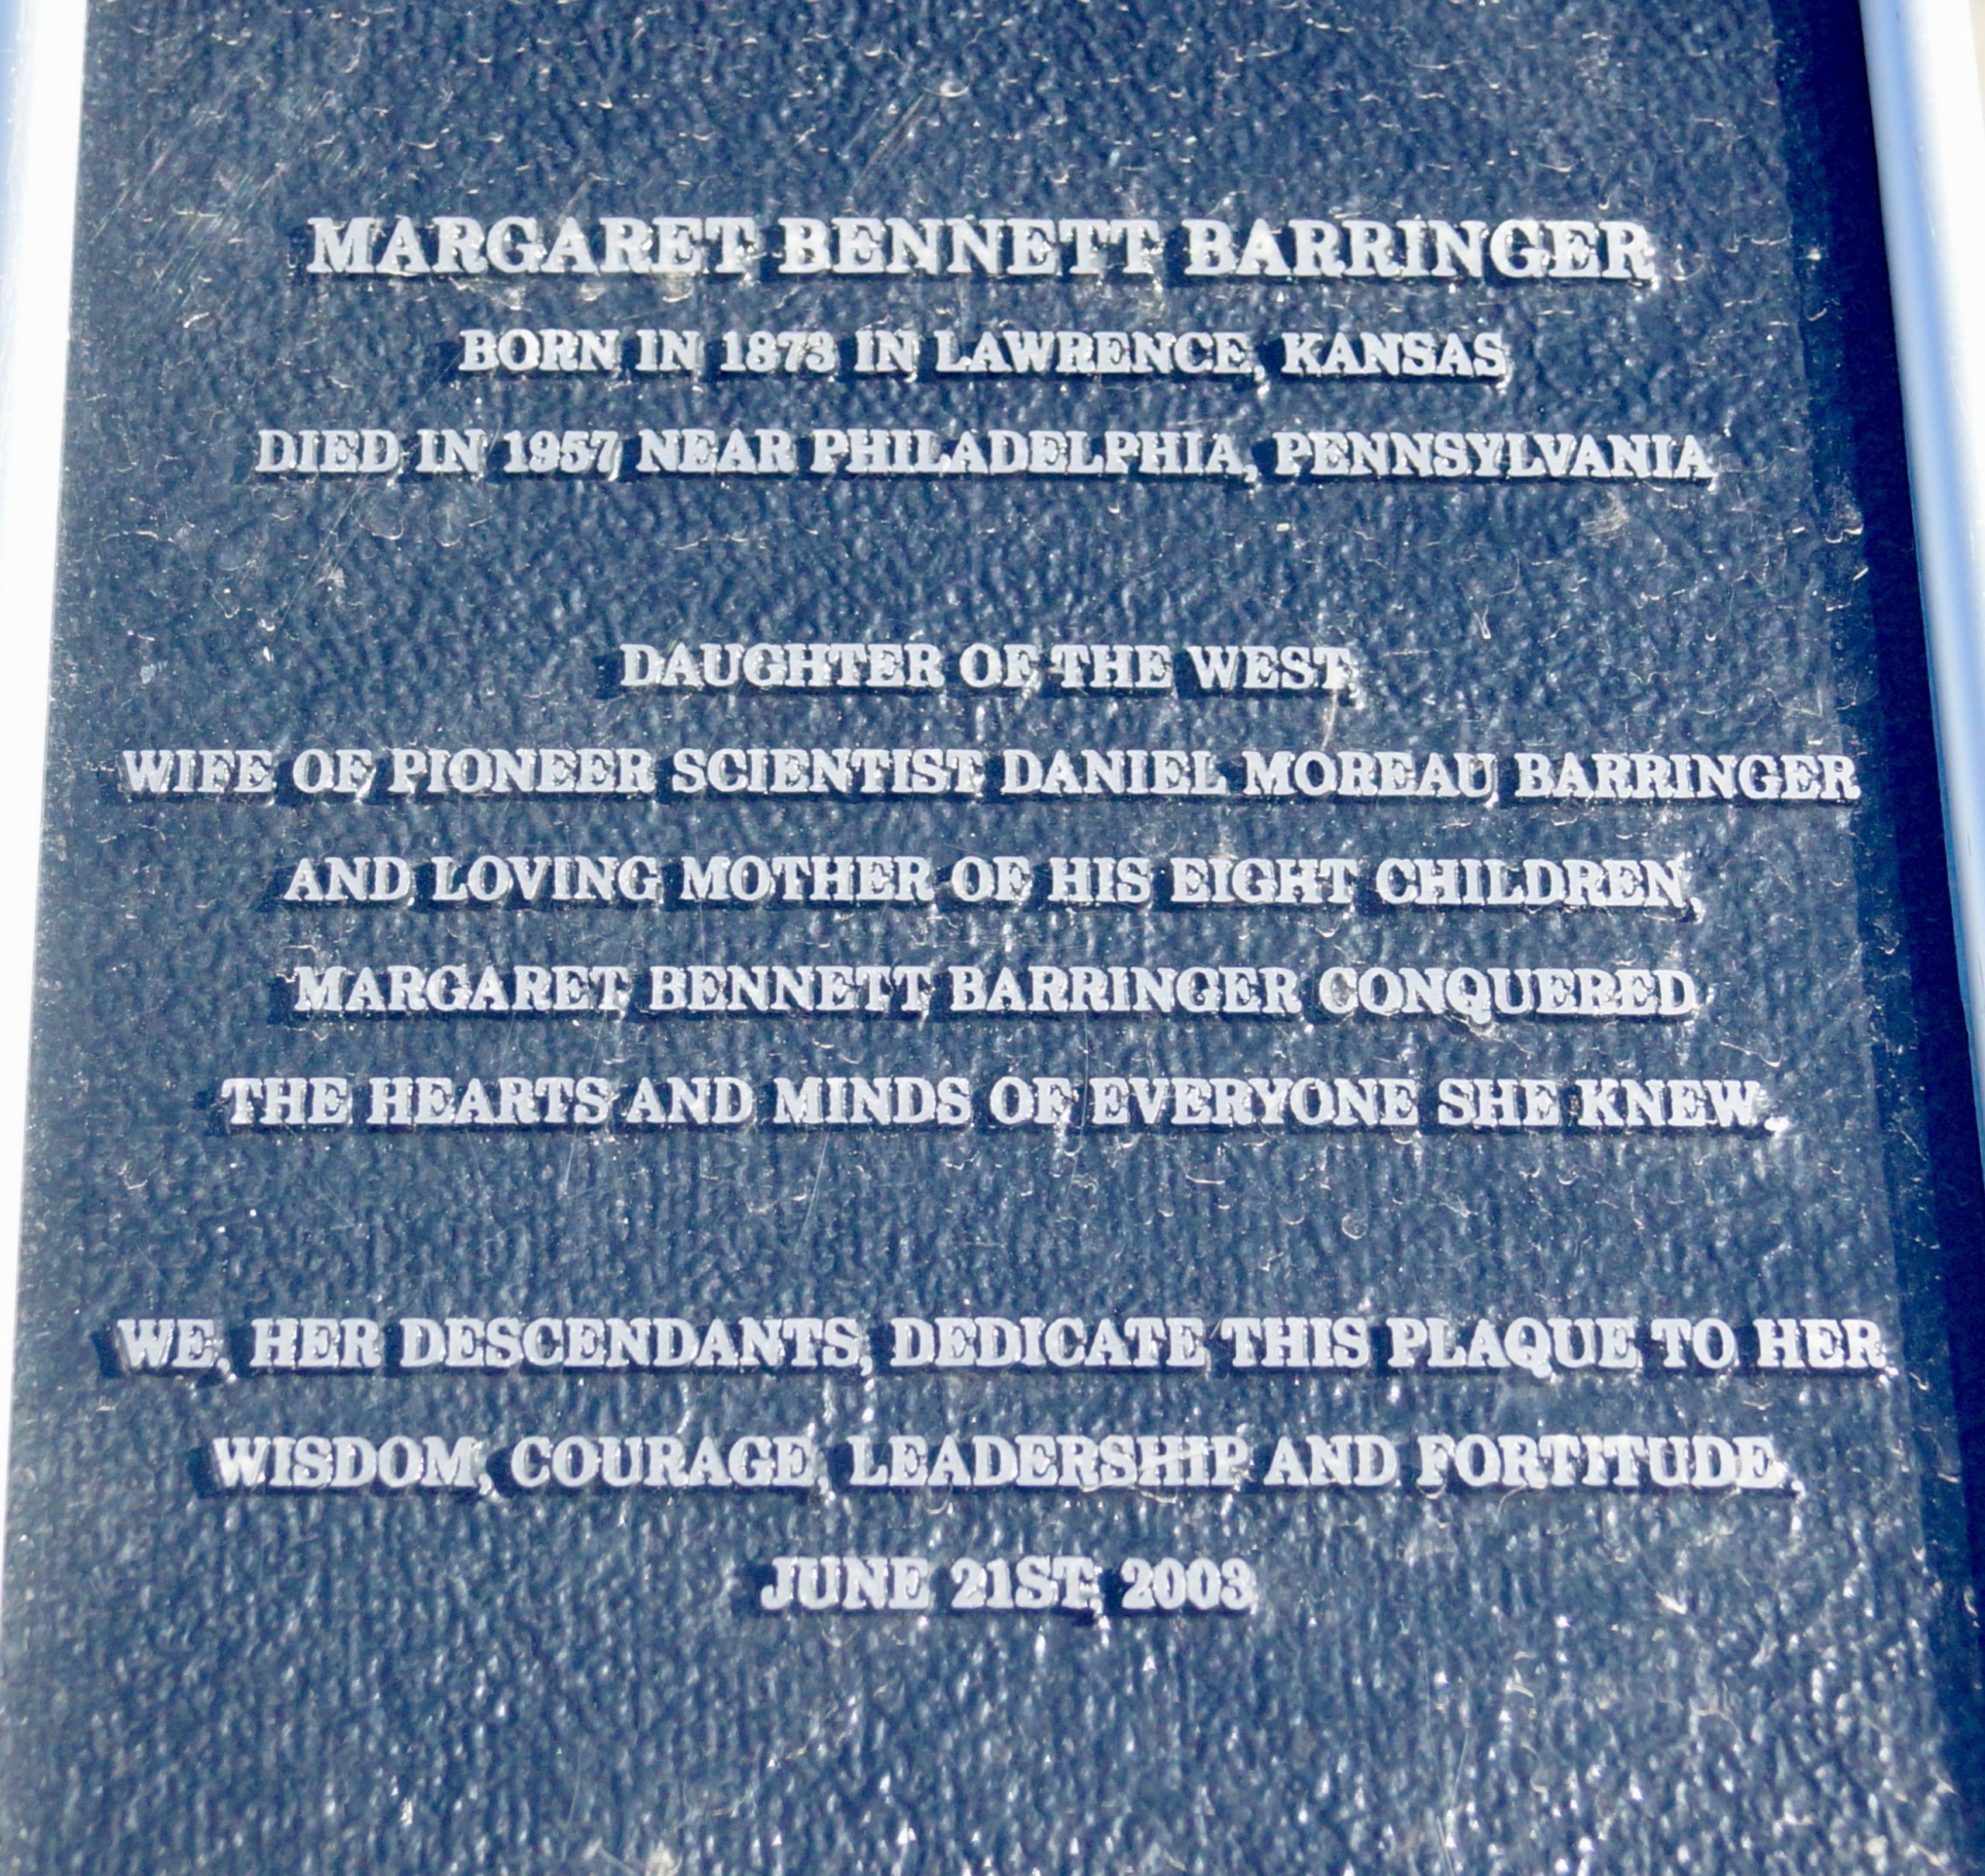 MARGARET BENNETT BARRINGER
BORN IN 1873 IN LAWRENCE, KANSAS
DIED IN 1957 NEAR PHILADELPHIA, PENNSYLVANIA
DAUGHTER OF THE WEST,
WIFE OF PIONEER SCIENTIST DANIEL MOREAU BARRINGER
AND LOVING MOTHER OF HIS EIGHT CHILDREN,
MARGARET BENNETT BARRINGER CONQUERED
THE HEARTS AND MINDS OF EVERYONE SHE KNEW.
WE, HER DESCENDANTS, DEDICATE THIS PLAQUE TO HER
WISDOM, COURAGE, LEADERSHIP AND FORTITUDE,
JUNE 21ST, 2003